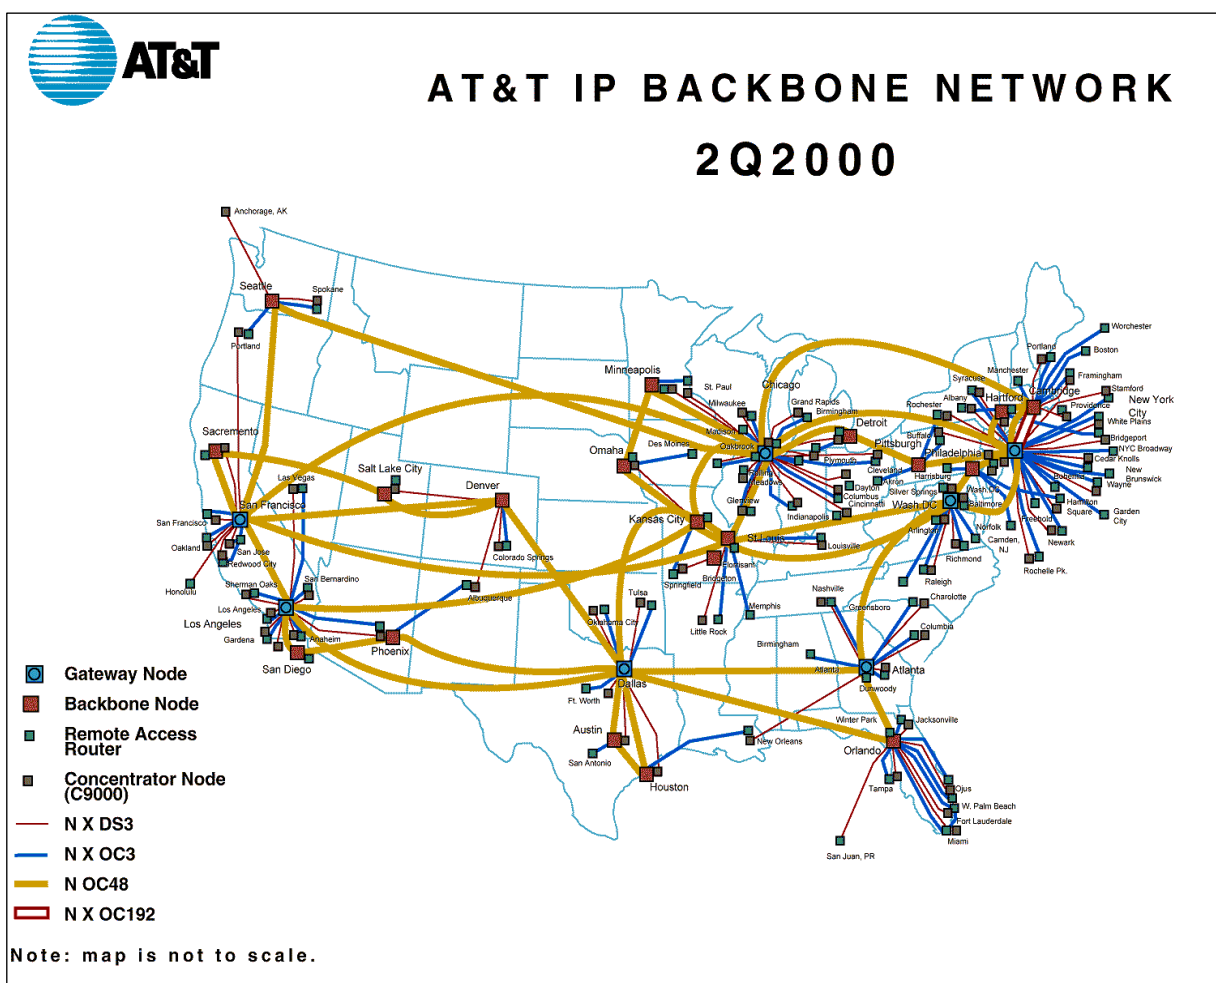 AT&T
AT&T IP BACKBONE NETWORK
2Q2000
Anchorage, AK
Seattle
Spokane
Portland
Sacramento
Las Vegas
San Francisco
San Francisco
Oakland
San Jose
Redwood City
Honolulu
Sherman Oaks
San Bernardino
Los Angeles
Los Angeles
Gardena
Anaheim
San Diego
Phoenix
Salt Lake City
Denver
Colorado Springs
Albuquerque
Minneapolis
St. Paul
Chicago
Milwaukee
Madison
Oakbrook
Grand Rapids
Birmingham
Detroit
Plymouth
Rolling
Meadows
Glenview
Indianapolis
Des Moines
Omaha
Kansas City
St Louis
Florissant
Bridgeton
Springfield
Louisville
Little Rock
Memphis
Tulsa
Oklahoma City
Dallas
Ft. Worth
Austin
San Antonio
Houston
New Orleans
Cleveland
Akron
Dayton
Columbus
Cincinnati
Pittsburgh
Buffalo
Rochester
Syracuse
Albany
Manchester
Portland
Worchester
Boston
Framingham
Cambridge
Hartford
Stamford
New York
City
Providence
White Plains
Bridgeport
NYC Broadway
Cedar Knolls
New
Brunswick
Bohemia
Wayne
Hamilton
Square
Garden
City
Freehold
Newark
Rochelle Pk.
Camden,
NJ
Philadelphia
Harrisburg
Silver Springs
Wash.DC
Wash.DC
Baltimore
Arlington
Norfolk
Richmond
Raleigh
Nashville
Greensboro
Charolotte
Columbia
Birmingham
Atlanta
Atlanta
Dunwoody
Winter Park
Jacksonville
Orlando
Tampa
Ojus
W. Palm Beach
Fort Lauderdale
Miami
San Juan, PR
Gateway Node
Backbone Node
Remote Access
Router
Concentrator Node
(C9000)
N X DS3
N X OC3
N OC48
N X OC192
Note: map is not to scale.